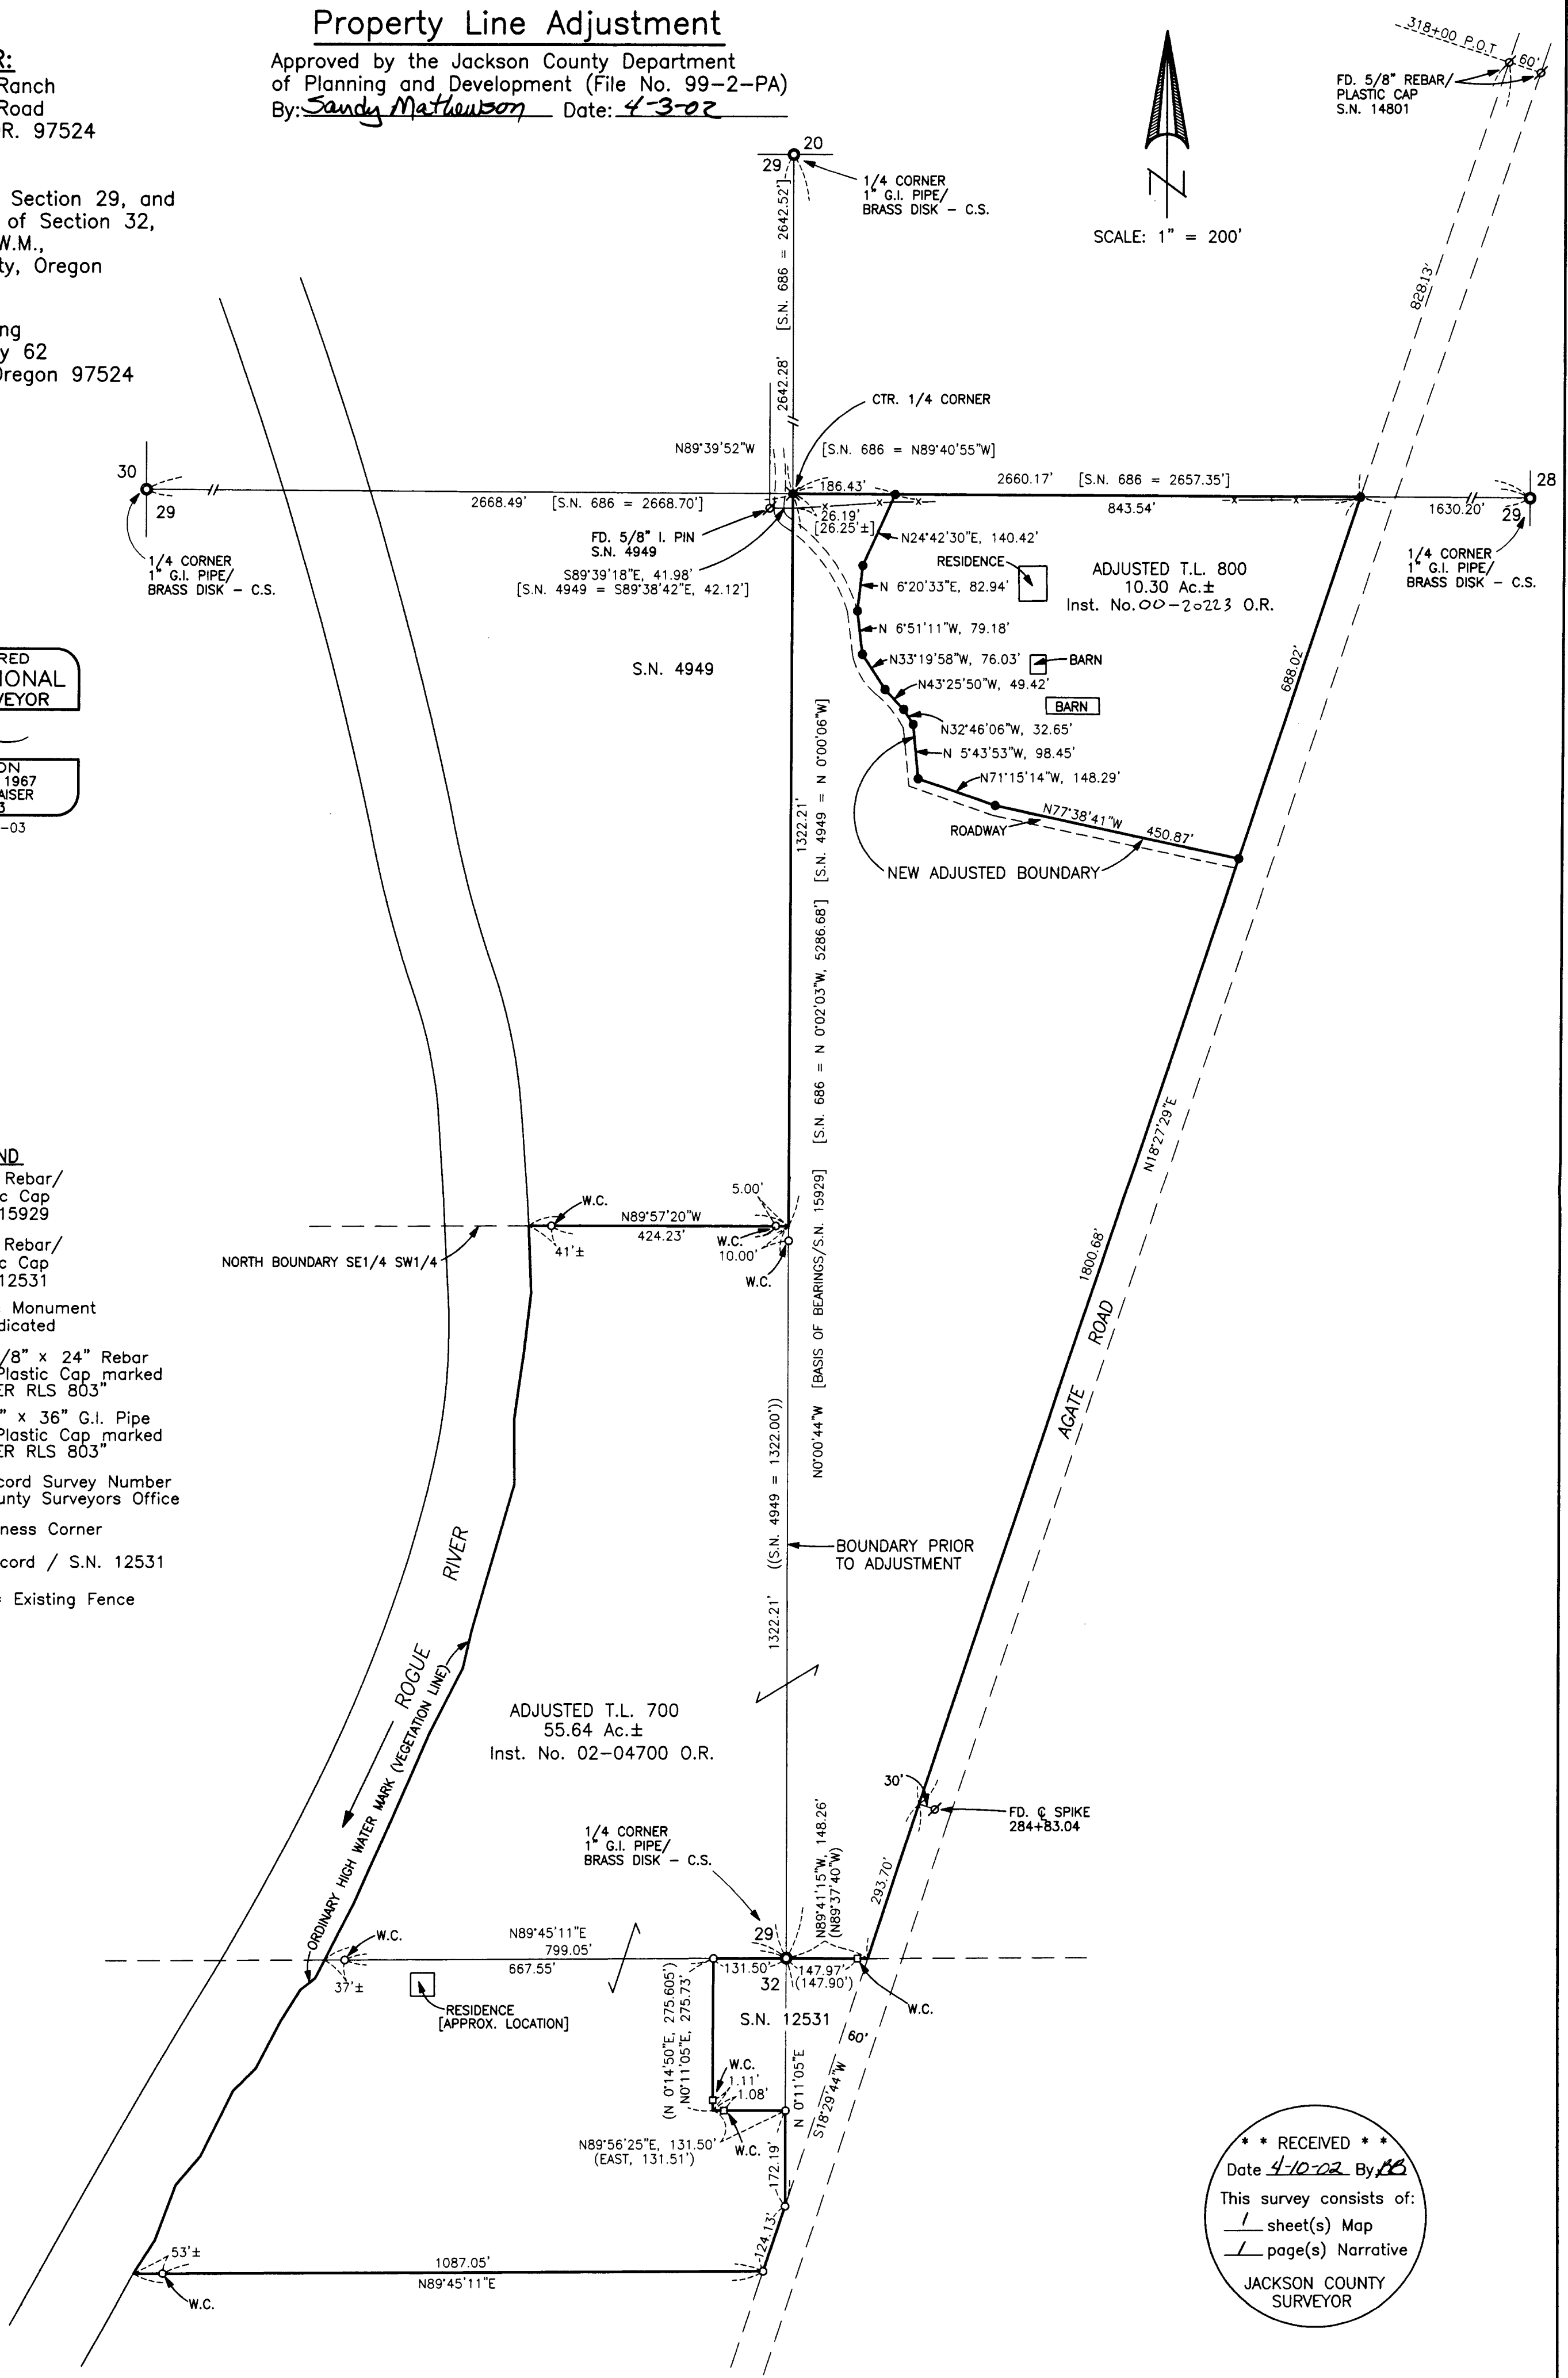 Property Line Adjustment
Approved by the Jackson County Department
of Planning and Development (File No. 99-2-PA)
By: Sandy Mathewson Date: 4-3-02
R:
Ranch
Road
OR. 97524
Section 29, and
of Section 32,
W.M.,
ty, Oregon
ng
y 62
Oregon 97524
RED
IONAL
VEYOR
ON
1967
AISER
3
-03
ND
Rebar/
c Cap
15929
Rebar/
c Cap
12531
Monument
dicated
/8" x 24" Rebar
Plastic Cap marked
ER RLS 803"
" x 36" G.I. Pipe
Plastic Cap marked
ER RLS 803"
cord Survey Number
unty Surveyors Office
ness Corner
cord / S.N. 12531
= Existing Fence
318+00 P.O.T
60'
FD. 5/8" REBAR/
PLASTIC CAP
S.N. 14801
N
SCALE: 1" = 200'
20
29
1/4 CORNER
1" G.I. PIPE/
BRASS DISK – C.S.
2642.28' [S.N. 686 = 2642.52']
828.13'
CTR. 1/4 CORNER
N89°39'52"W [S.N. 686 = N89°40'55"W]
30
29
1/4 CORNER
1" G.I. PIPE/
BRASS DISK – C.S.
2668.49' [S.N. 686 = 2668.70']
186.43'
2660.17' [S.N. 686 = 2657.35']
843.54'
1630.20'
28
29
1/4 CORNER
1" G.I. PIPE/
BRASS DISK – C.S.
26.19'
[26.25'±]
x x x
x x x
FD. 5/8" I. PIN
S.N. 4949
S89°39'18"E, 41.98'
[S.N. 4949 = S89°38'42"E, 42.12']
N24°42'30"E, 140.42'
RESIDENCE
N 6°20'33"E, 82.94'
N 6°51'11"W, 79.18'
N33°19'58"W, 76.03'
BARN
N43°25'50"W, 49.42'
BARN
N32°46'06"W, 32.65'
N 5°43'53"W, 98.45'
N71°15'14"W, 148.29'
N77°38'41"W 450.87'
ROADWAY
NEW ADJUSTED BOUNDARY
ADJUSTED T.L. 800
10.30 Ac.±
Inst. No. 00-20223 O.R.
688.02'
S.N. 4949
1322.21'
N0°00'44"W [BASIS OF BEARINGS/S.N. 15929] [S.N. 686 = N 0°02'03"W, 5286.68'] [S.N. 4949 = N 0°00'06"W]
N18°27'29"E
1800.68'
AGATE ROAD
5.00'
W.C.
N89°57'20"W
424.23'
41'±
W.C.
10.00'
W.C.
NORTH BOUNDARY SE1/4 SW1/4
1322.21' ((S.N. 4949 = 1322.00'))
BOUNDARY PRIOR
TO ADJUSTMENT
ROGUE RIVER
ORDINARY HIGH WATER MARK (VEGETATION LINE)
ADJUSTED T.L. 700
55.64 Ac.±
Inst. No. 02-04700 O.R.
30'
FD. ℄ SPIKE
284+83.04
293.70'
1/4 CORNER
1" G.I. PIPE/
BRASS DISK – C.S.
N89°41'15"W, 148.26'
(N89°37'40"W)
29
32
W.C.
N89°45'11"E
799.05'
667.55'
37'±
131.50'
147.97'
(147.90')
W.C.
RESIDENCE
[APPROX. LOCATION]
(N 0°14'50"E, 275.605')
N0°11'05"E, 275.73'
S.N. 12531
60'
S18°29'44"W
N 0°11'05"E
W.C.
1.11'
1.08'
W.C.
N89°56'25"E, 131.50'
(EAST, 131.51')
172.19'
124.13'
53'±
W.C.
1087.05'
N89°45'11"E
* * RECEIVED * *
Date 4-10-02 By BB
This survey consists of:
1 sheet(s) Map
1 page(s) Narrative
JACKSON COUNTY
SURVEYOR